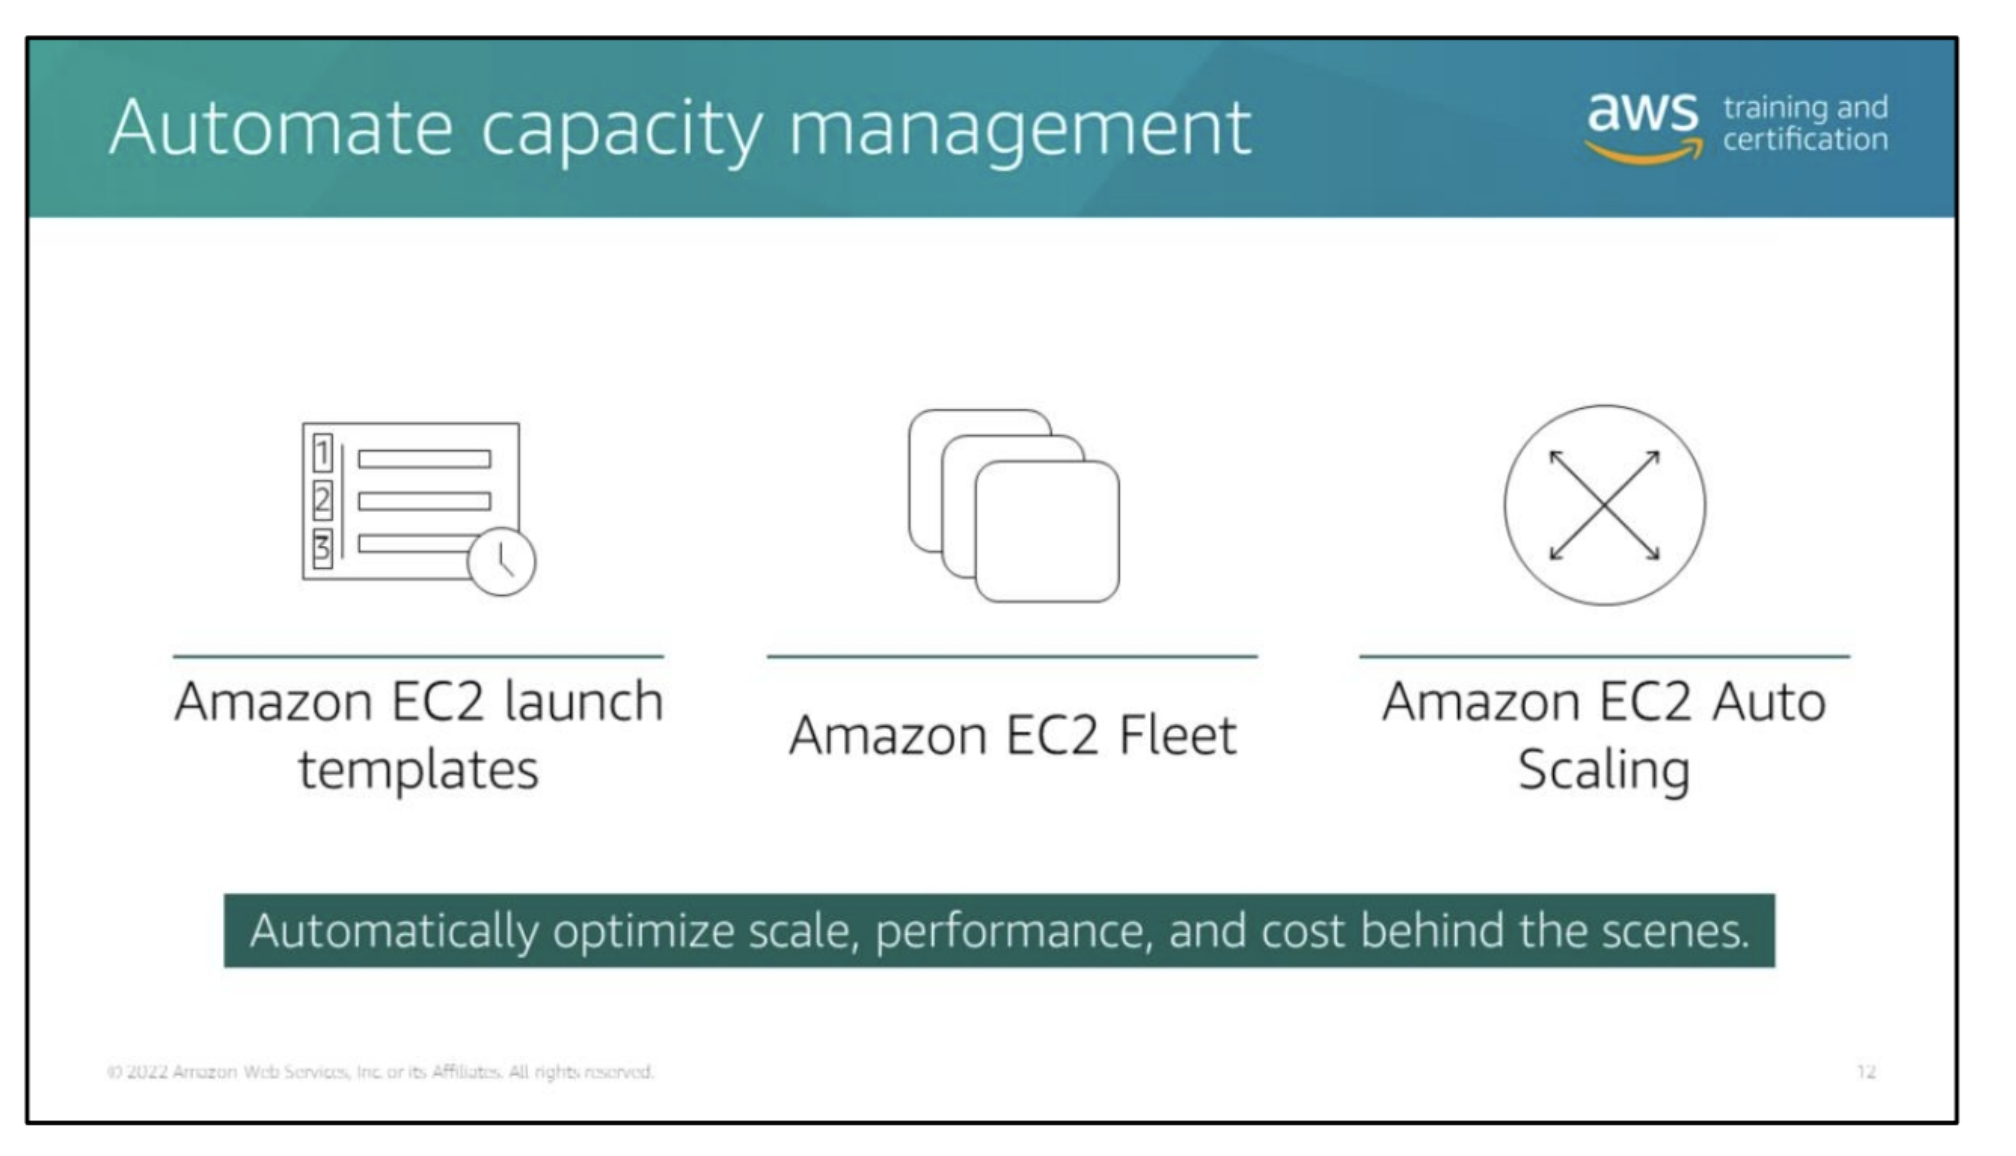 Automate capacity management
aws
training and
certification
1
2
3
Amazon EC2 launch
templates
Amazon EC2 Fleet
Amazon EC2 Auto
Scaling
Automatically optimize scale, performance, and cost behind the scenes.
© 2022 Amazon Web Services, Inc. or its Affiliates. All rights reserved.
12